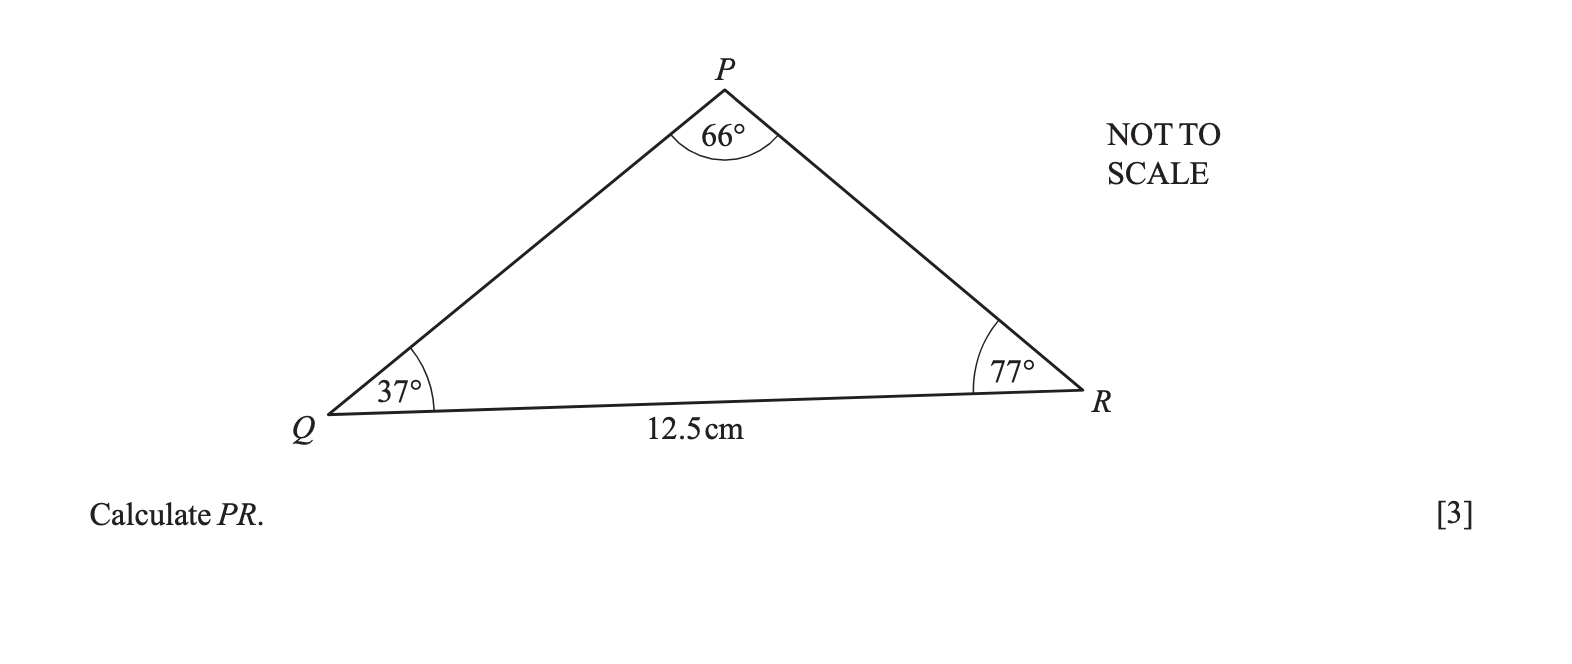 P
66°
NOT TO
SCALE
37°
77°
Q
R
12.5 cm
Calculate PR. [3]